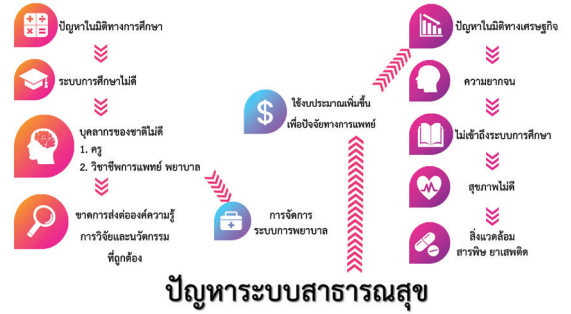 ปัญหาในมิติทางการศึกษา
ระบบการศึกษาไม่ดี
บุคลากรของชาติไม่ดี
1. ครู
2. วิชาชีพการแพทย์ พยาบาล
ขาดการส่งต่อองค์ความรู้
การวิจัยและนวัตกรรม
ที่ถูกต้อง
$
ใช้งบประมาณเพิ่มขึ้น
เพื่อปัจจัยทางการแพทย์
การจัดการ
ระบบการพยาบาล
ปัญหาในมิติทางเศรษฐกิจ
ความยากจน
ไม่เข้าถึงระบบการศึกษา
สุขภาพไม่ดี
สิ่งแวดล้อม
สารพิษ ยาเสพติด
ปัญหาระบบสาธารณสุข